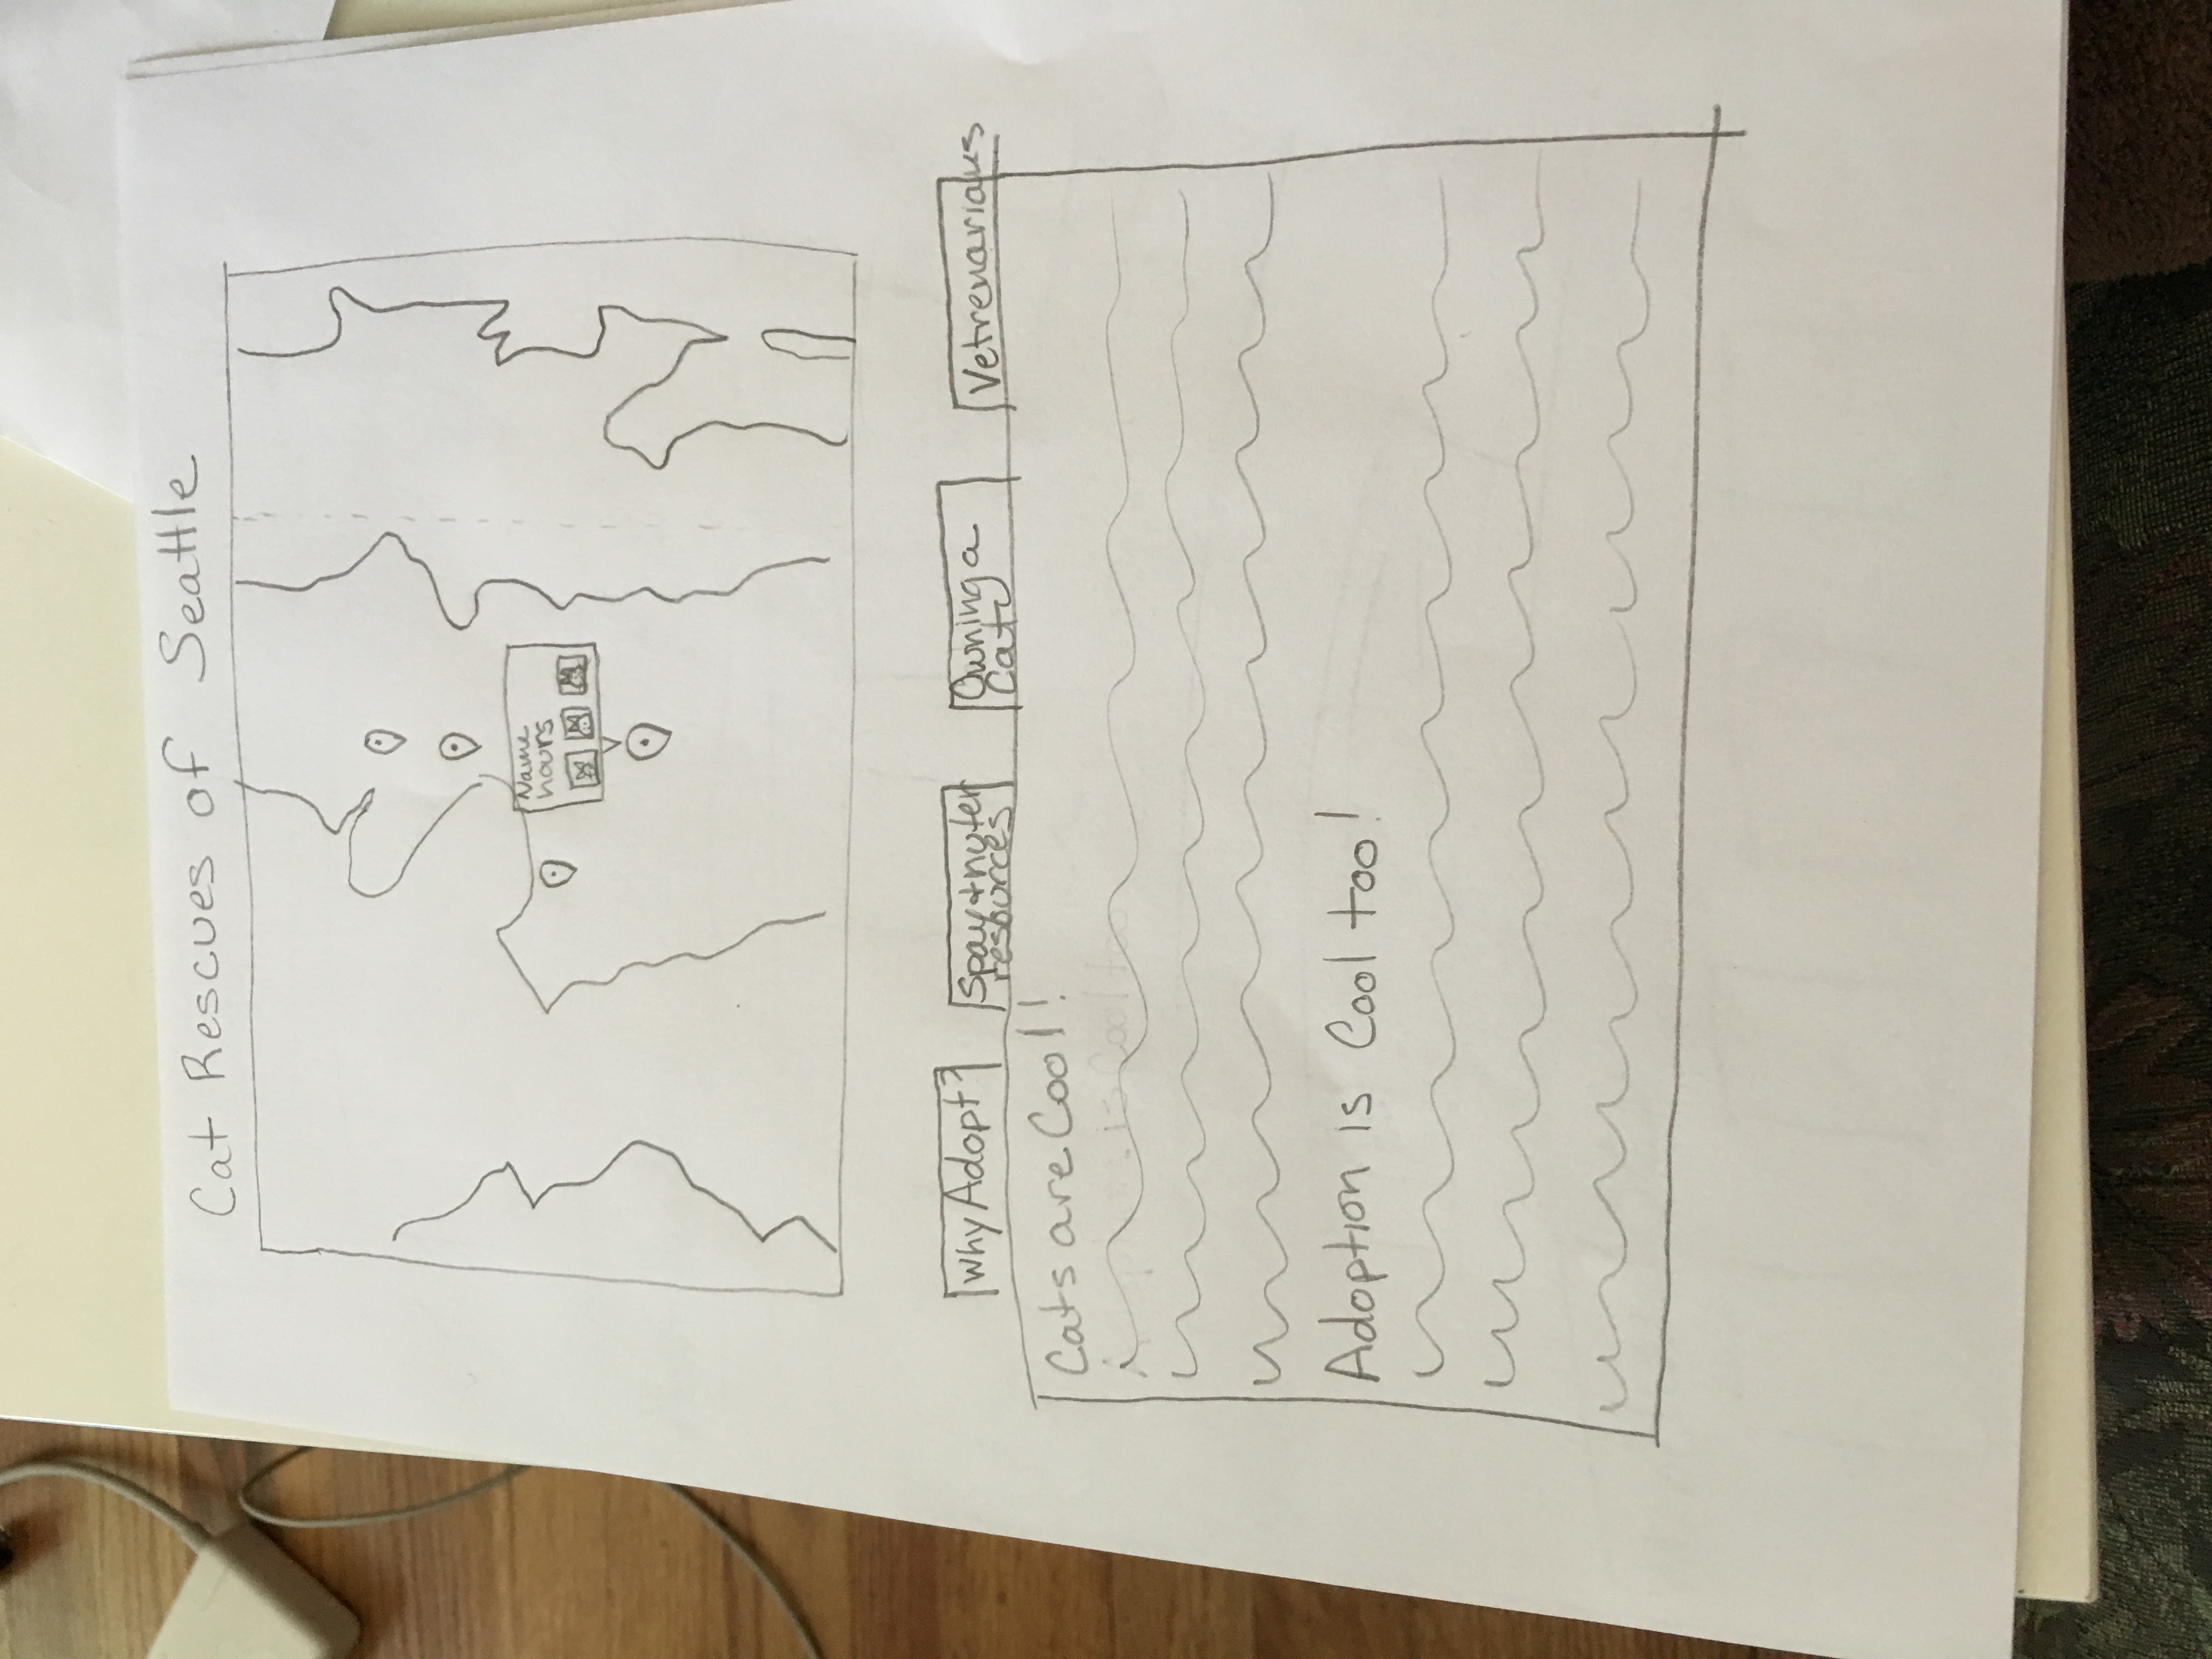 Cat Rescues of Seattle
Name
hours
Why Adopt?
Spay + nuter
resources
Owning a
Cat
Vetrenarians
Cats are Cool!
Adoption is Cool too!